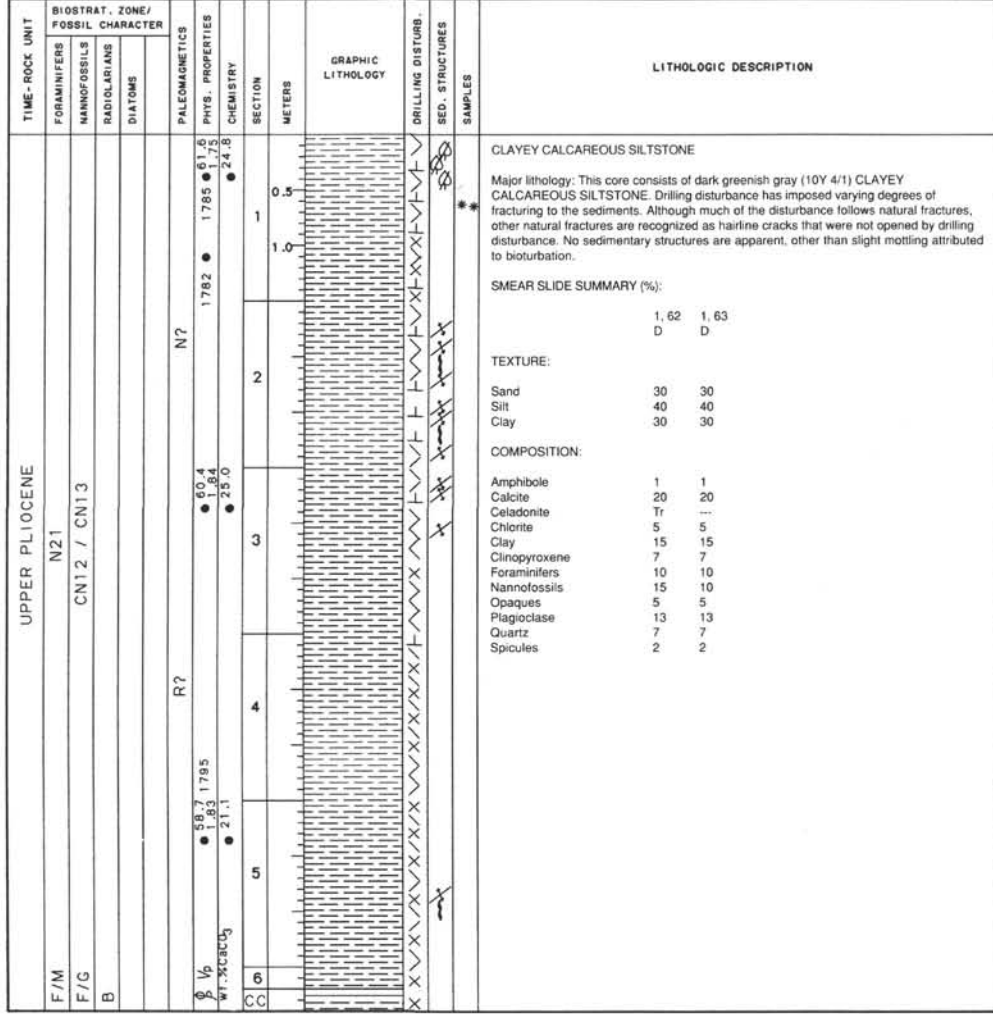 BIOSTRAT. ZONE/
FOSSIL CHARACTER
TIME-ROCK UNIT
FORAMINIFERS
NANNOFOSSILS
RADIOLARIANS
DIATOMS
PALEOMAGNETICS
PHYS. PROPERTIES
CHEMISTRY
SECTION
METERS
GRAPHIC
LITHOLOGY
DRILLING DISTURB.
SED. STRUCTURES
SAMPLES
LITHOLOGIC DESCRIPTION
UPPER PLIOCENE
N21
F/M
CN12 / CN13
F/G
B
N?
R?
61.6
1.75
1785
1782
60.4
1.84
1795
58.7
1.83
φ Vp
ρ
24.8
25.0
21.1
wt.%CaCO3
1
2
3
4
5
6
CC
0.5
1.0
**
CLAYEY CALCAREOUS SILTSTONE
Major lithology: This core consists of dark greenish gray (10Y 4/1) CLAYEY
CALCAREOUS SILTSTONE. Drilling disturbance has imposed varying degrees of
fracturing to the sediments. Although much of the disturbance follows natural fractures,
other natural fractures are recognized as hairline cracks that were not opened by drilling
disturbance. No sedimentary structures are apparent, other than slight mottling attributed
to bioturbation.
SMEAR SLIDE SUMMARY (%):
1, 62 1, 63
D D
TEXTURE:
Sand 30 30
Silt 40 40
Clay 30 30
COMPOSITION:
Amphibole 1 1
Calcite 20 20
Celadonite Tr ---
Chlorite 5 5
Clay 15 15
Clinopyroxene 7 7
Foraminifers 10 10
Nannofossils 15 10
Opaques 5 5
Plagioclase 13 13
Quartz 7 7
Spicules 2 2